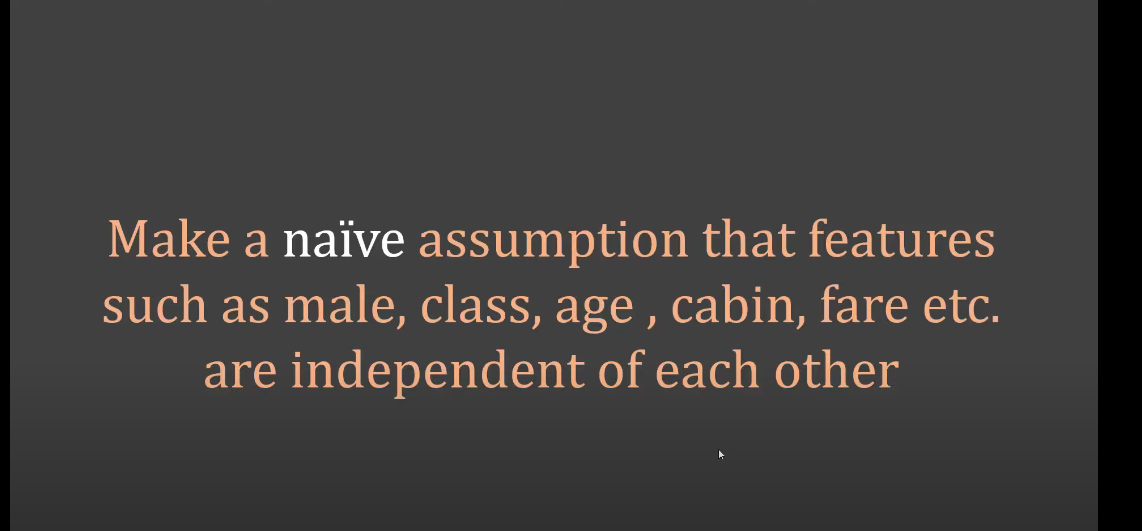 Make a naïve assumption that features
such as male, class, age , cabin, fare etc.
are independent of each other